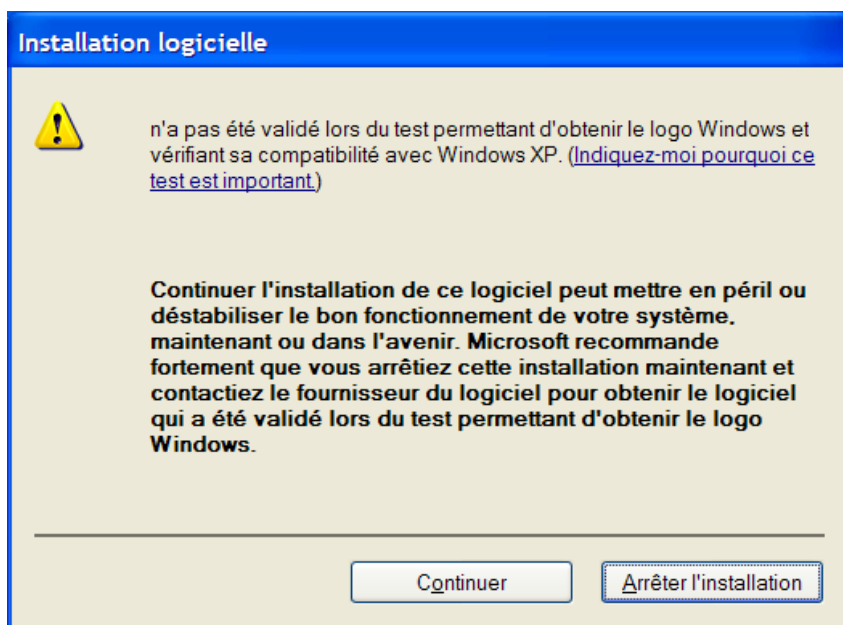 Installation logicielle
n'a pas été validé lors du test permettant d'obtenir le logo Windows et
vérifiant sa compatibilité avec Windows XP. (Indiquez-moi pourquoi ce
test est important.)
Continuer l'installation de ce logiciel peut mettre en péril ou
déstabiliser le bon fonctionnement de votre système,
maintenant ou dans l'avenir. Microsoft recommande
fortement que vous arrêtiez cette installation maintenant et
contactiez le fournisseur du logiciel pour obtenir le logiciel
qui a été validé lors du test permettant d'obtenir le logo
Windows.
Continuer
Arrêter l'installation